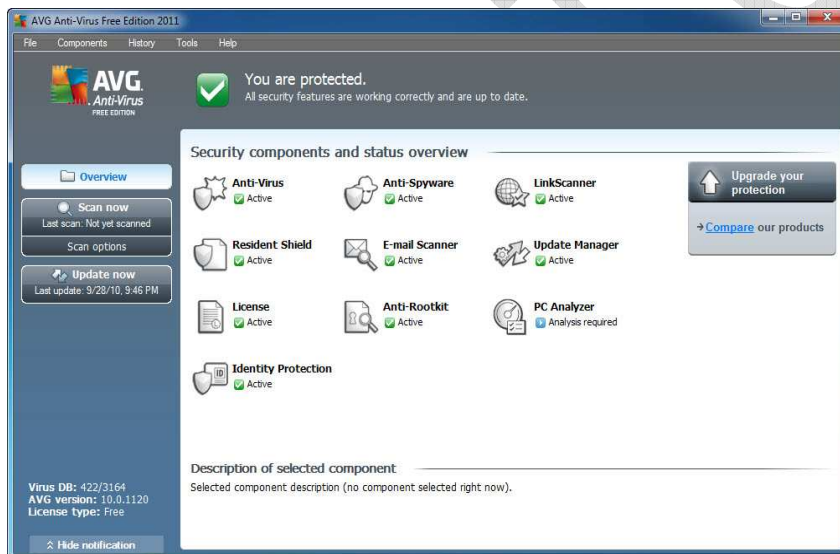 AVG Anti-Virus Free Edition 2011
File Components History Tools Help
AVG.
Anti-Virus
FREE EDITION
You are protected.
All security features are working correctly and are up to date.
Overview
Scan now
Last scan: Not yet scanned
Scan options
Update now
Last update: 9/28/10, 9:46 PM
Security components and status overview
Anti-Virus
Active
Anti-Spyware
Active
LinkScanner
Active
Resident Shield
Active
E-mail Scanner
Active
Update Manager
Active
License
Active
Anti-Rootkit
Active
PC Analyzer
Analysis required
Identity Protection
Active
Upgrade your
protection
Compare our products
Description of selected component
Selected component description (no component selected right now).
Virus DB: 422/3164
AVG version: 10.0.1120
License type: Free
Hide notification